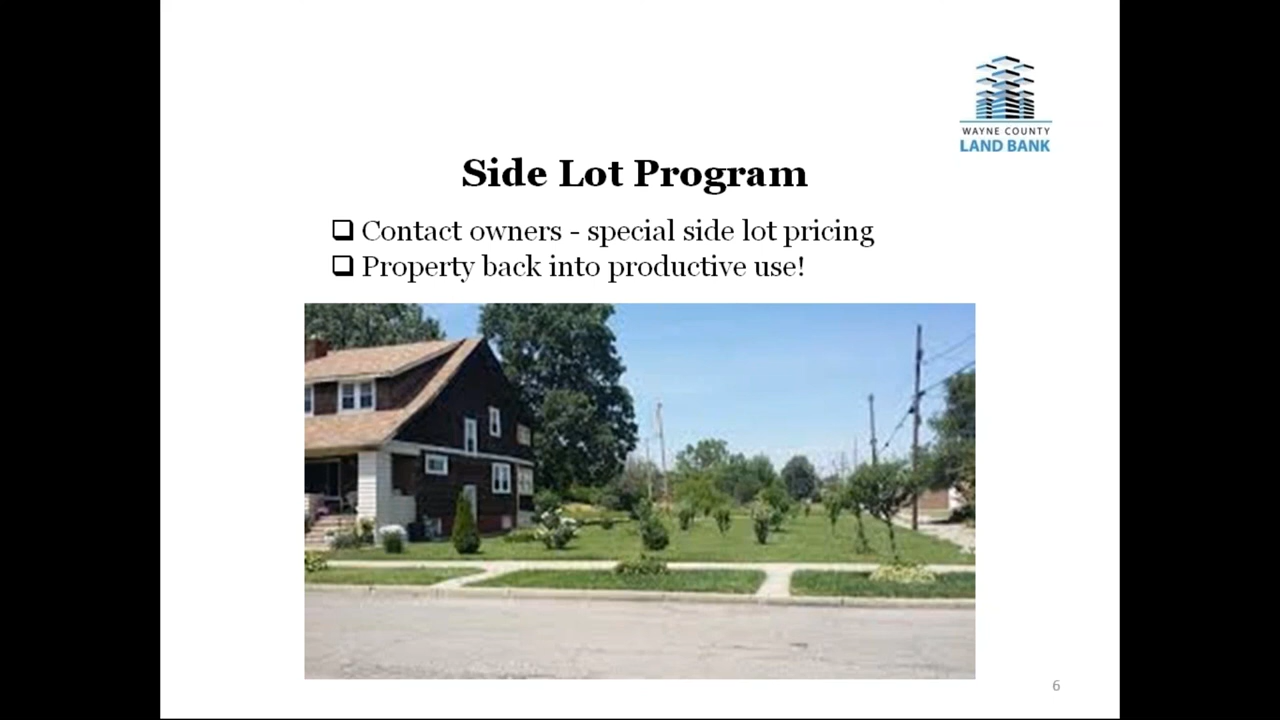 WAYNE COUNTY
LAND BANK
Side Lot Program
❑ Contact owners - special side lot pricing
❑ Property back into productive use!
6